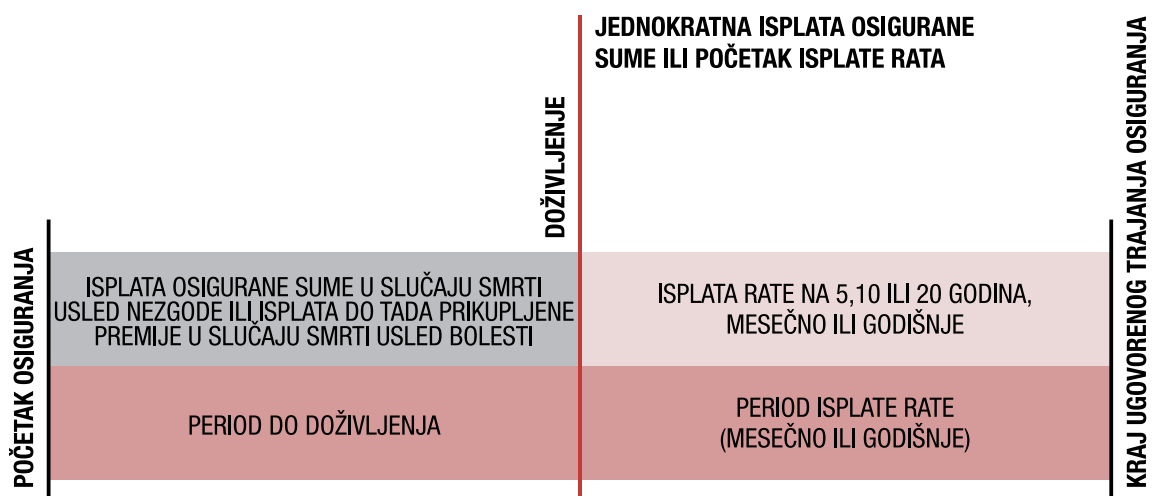 JEDNOKRATNA ISPLATA OSIGURANE
SUME ILI POČETAK ISPLATE RATA
DOŽIVLJENJE
KRAJ UGOVORENOG TRAJANJA OSIGURANJA
POČETAK OSIGURANJA
ISPLATA OSIGURANE SUME U SLUČAJU SMRTI
USLED NEZGODE ILI ISPLATA DO TADA PRIKUPLJENE
PREMIJE U SLUČAJU SMRTI USLED BOLESTI
ISPLATA RATE NA 5,10 ILI 20 GODINA,
MESEČNO ILI GODIŠNJE
PERIOD DO DOŽIVLJENJA
PERIOD ISPLATE RATE
(MESEČNO ILI GODIŠNJE)